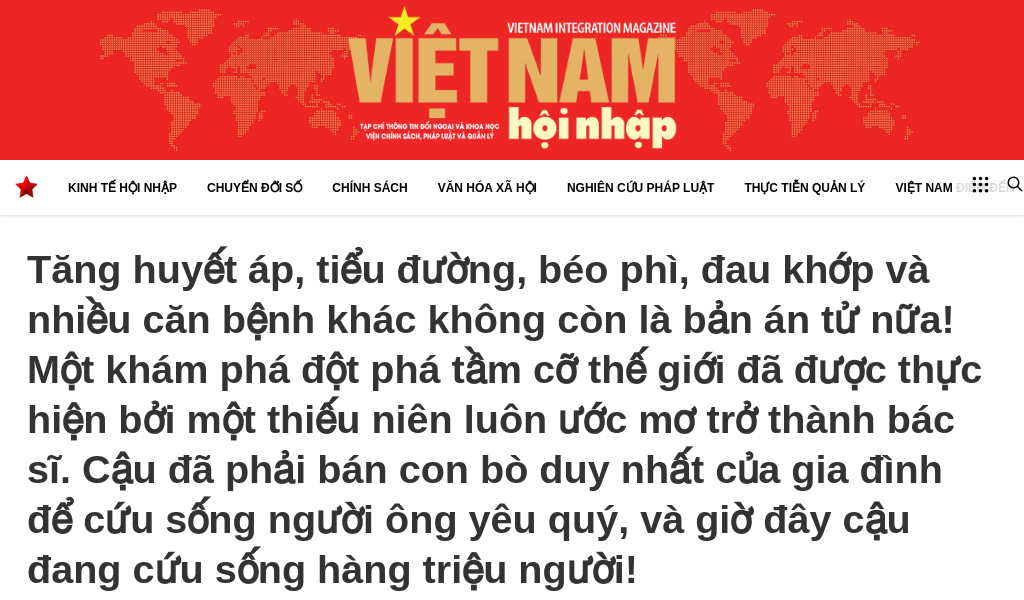 VIETNAM INTEGRATION MAGAZINE
VIỆT NAM
hội nhập
TẠP CHÍ THÔNG TIN ĐỐI NGOẠI VÀ KHOA HỌC
VIỆN CHÍNH SÁCH, PHÁP LUẬT VÀ QUẢN LÝ
KINH TẾ HỘI NHẬP CHUYỂN ĐỔI SỐ CHÍNH SÁCH VĂN HÓA XÃ HỘI NGHIÊN CỨU PHÁP LUẬT THỰC TIỄN QUẢN LÝ VIỆT NAM ĐIỂM ĐẾN
Tăng huyết áp, tiểu đường, béo phì, đau khớp và
nhiều căn bệnh khác không còn là bản án tử nữa!
Một khám phá đột phá tầm cỡ thế giới đã được thực
hiện bởi một thiếu niên luôn ước mơ trở thành bác
sĩ. Cậu đã phải bán con bò duy nhất của gia đình
để cứu sống người ông yêu quý, và giờ đây cậu
đang cứu sống hàng triệu người!